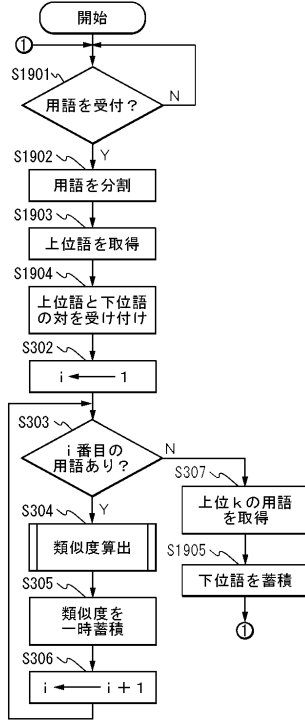 開始
①
S1901
用語を受付？
N
Y
S1902
用語を分割
S1903
上位語を取得
S1904
上位語と下位語
の対を受け付け
S302
i ← 1
S303
i番目の
用語あり？
N
Y
S304
類似度算出
S305
類似度を
一時蓄積
S306
i ← i＋1
S307
上位kの用語
を取得
S1905
下位語を蓄積
①